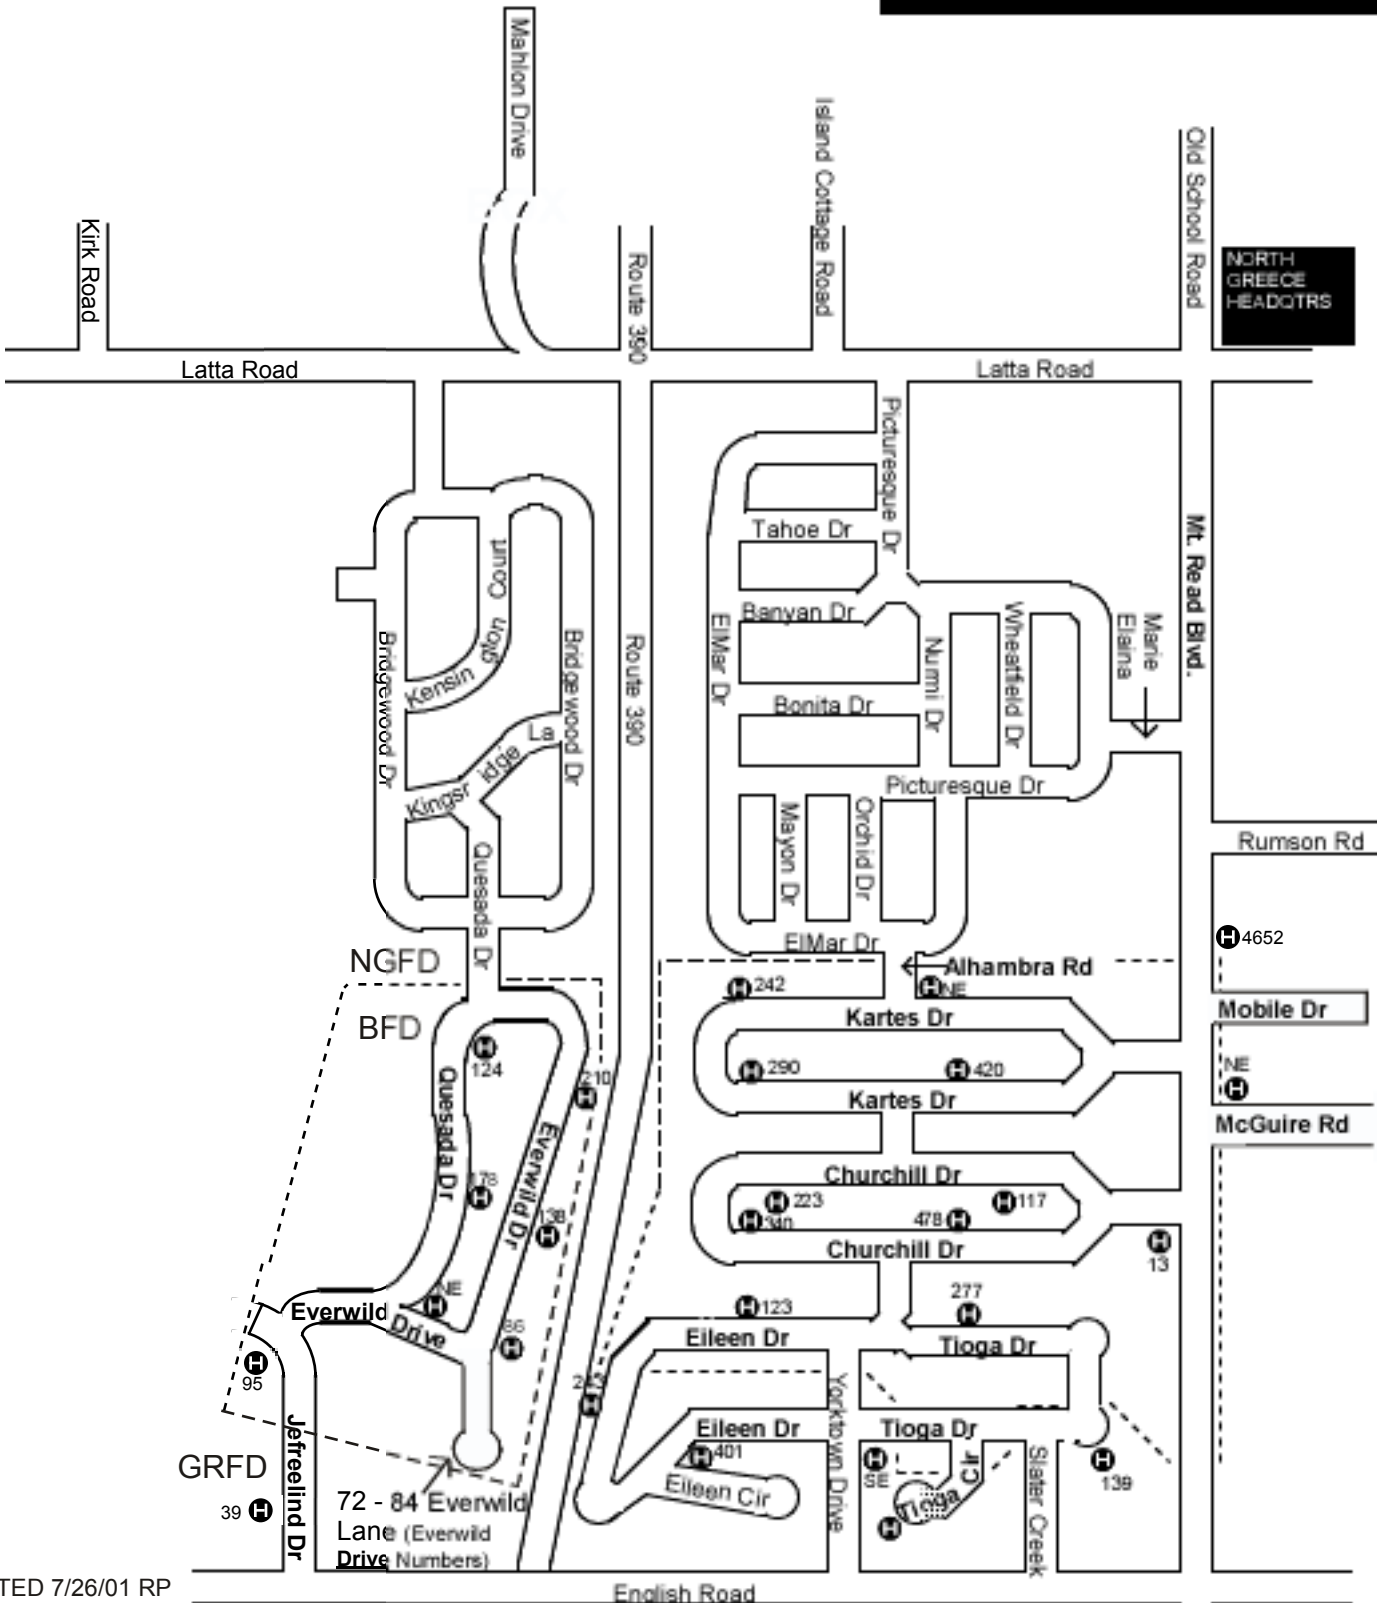 Mahlon Drive
Island Cottage Road
Old School Road
Kirk Road
Route 390
NORTH
GREECE
HEADQTRS
Latta Road
Latta Road
Picturesque Dr
Tahoe Dr
Kensington Court
Banyan Dr
Mt. Read Blvd.
Marie
Elaina
Wheatfield Dr
Nurmi Dr
ElMar Dr
Bridgewood Dr
Bridgewood Dr
Route 390
Bonita Dr
Kingsridge La
Picturesque Dr
Mayon Dr
Orchid Dr
Rumson Rd
Quesada Dr
ElMar Dr
H 4652
NGFD
Alhambra Rd
H 242
H NE
BFD
Kartes Dr
Mobile Dr
H 124
H 290
H 420
NE H
H 210
Kartes Dr
McGuire Rd
Quesada Dr
Everwild Dr
Churchill Dr
H
H 223
H 117
H 340
478 H
H 138
Churchill Dr
H 13
H NE
277 H
H 123
Everwild Drive
Eileen Dr
Tioga Dr
H
H 95
H
Yorktown Drive
Jefreelind Dr
Eileen Dr
Tioga Dr
H 401
H SE
Tioga Cir
Slater Creek
H 139
GRFD
Eileen Cir
39 H
72 - 84 Everwild
Lane (Everwild
Drive Numbers)
H
TED 7/26/01 RP
English Road